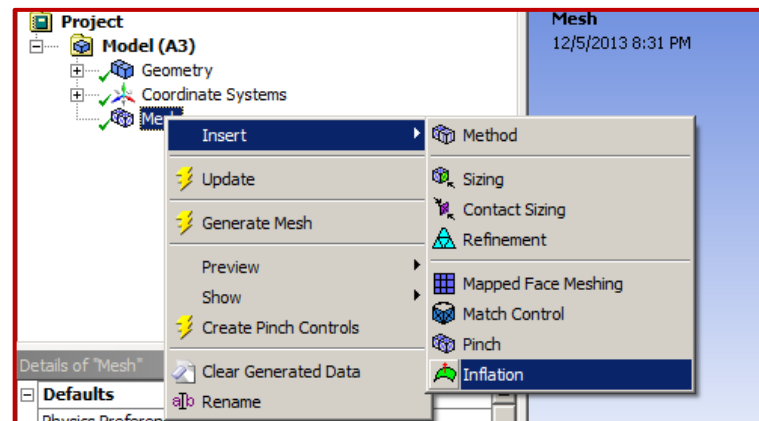 Project
Model (A3)
Geometry
Coordinate Systems
Mesh
12/5/2013 8:31 PM
Insert
Update
Generate Mesh
Preview
Show
Create Pinch Controls
Clear Generated Data
Rename
Method
Sizing
Contact Sizing
Refinement
Mapped Face Meshing
Match Control
Pinch
Inflation
Details of "Mesh"
Defaults